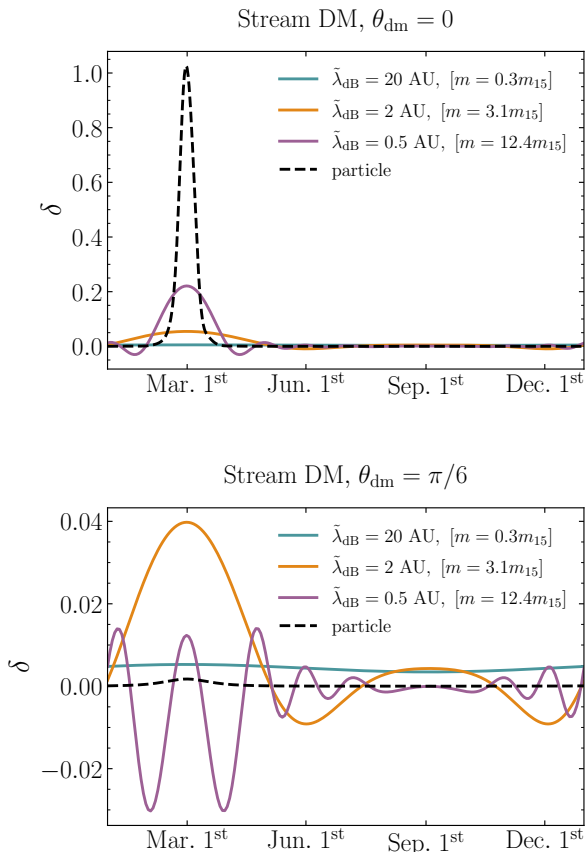 Stream DM, θ_dm = 0
λ̃_dB = 20 AU, [m = 0.3m_15]
λ̃_dB = 2 AU, [m = 3.1m_15]
λ̃_dB = 0.5 AU, [m = 12.4m_15]
particle
δ
1.0
0.8
0.6
0.4
0.2
0.0
Mar. 1st Jun. 1st Sep. 1st Dec. 1st
Stream DM, θ_dm = π/6
λ̃_dB = 20 AU, [m = 0.3m_15]
λ̃_dB = 2 AU, [m = 3.1m_15]
λ̃_dB = 0.5 AU, [m = 12.4m_15]
particle
δ
0.04
0.02
0.00
−0.02
Mar. 1st Jun. 1st Sep. 1st Dec. 1st